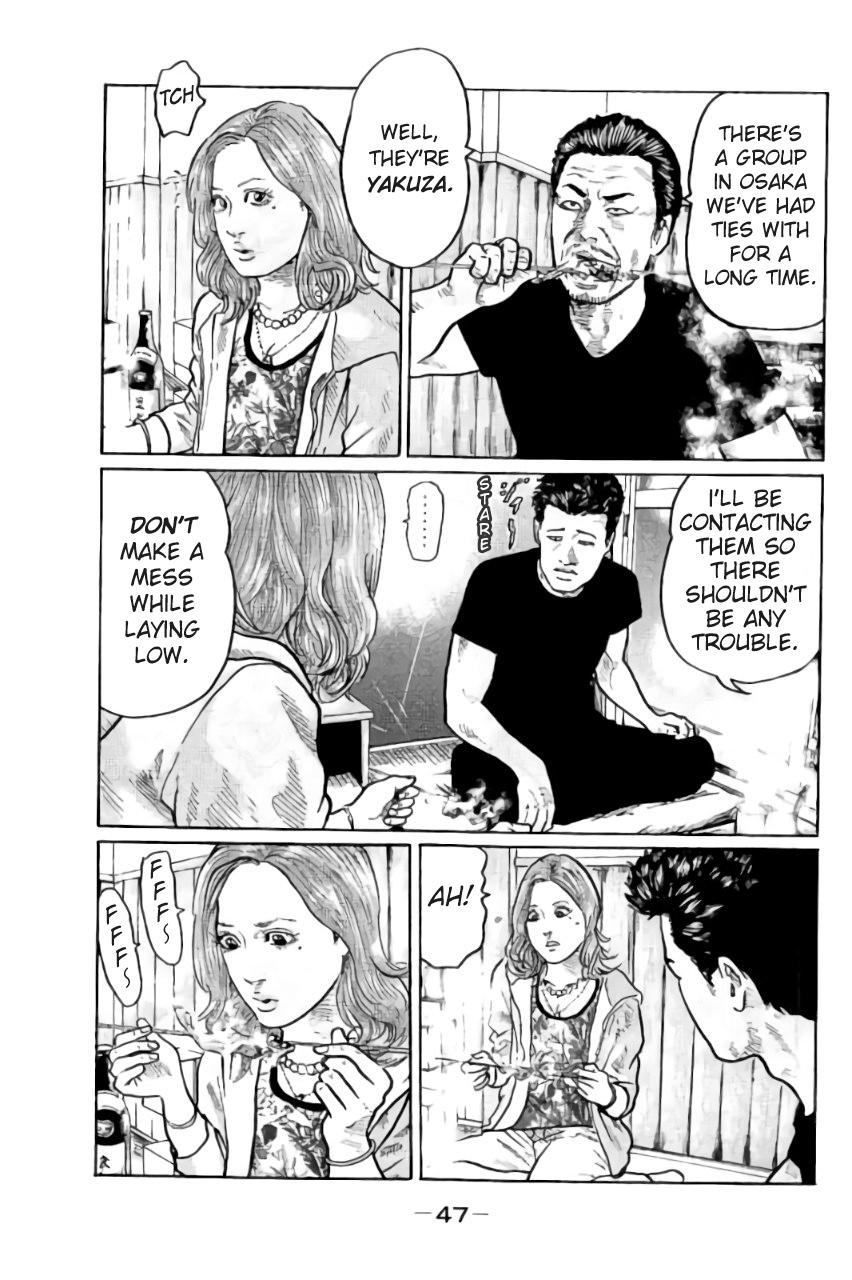 THERE'S
A GROUP
IN OSAKA
WE'VE HAD
TIES WITH
FOR A
LONG TIME.
WELL,
THEY'RE
YAKUZA.
TCH
I'LL BE
CONTACTING
THEM SO
THERE
SHOULDN'T
BE ANY
TROUBLE.
STARE
......
DON'T
MAKE A
MESS
WHILE
LAYING
LOW.
AH!
FFF~
FFF~
—47—